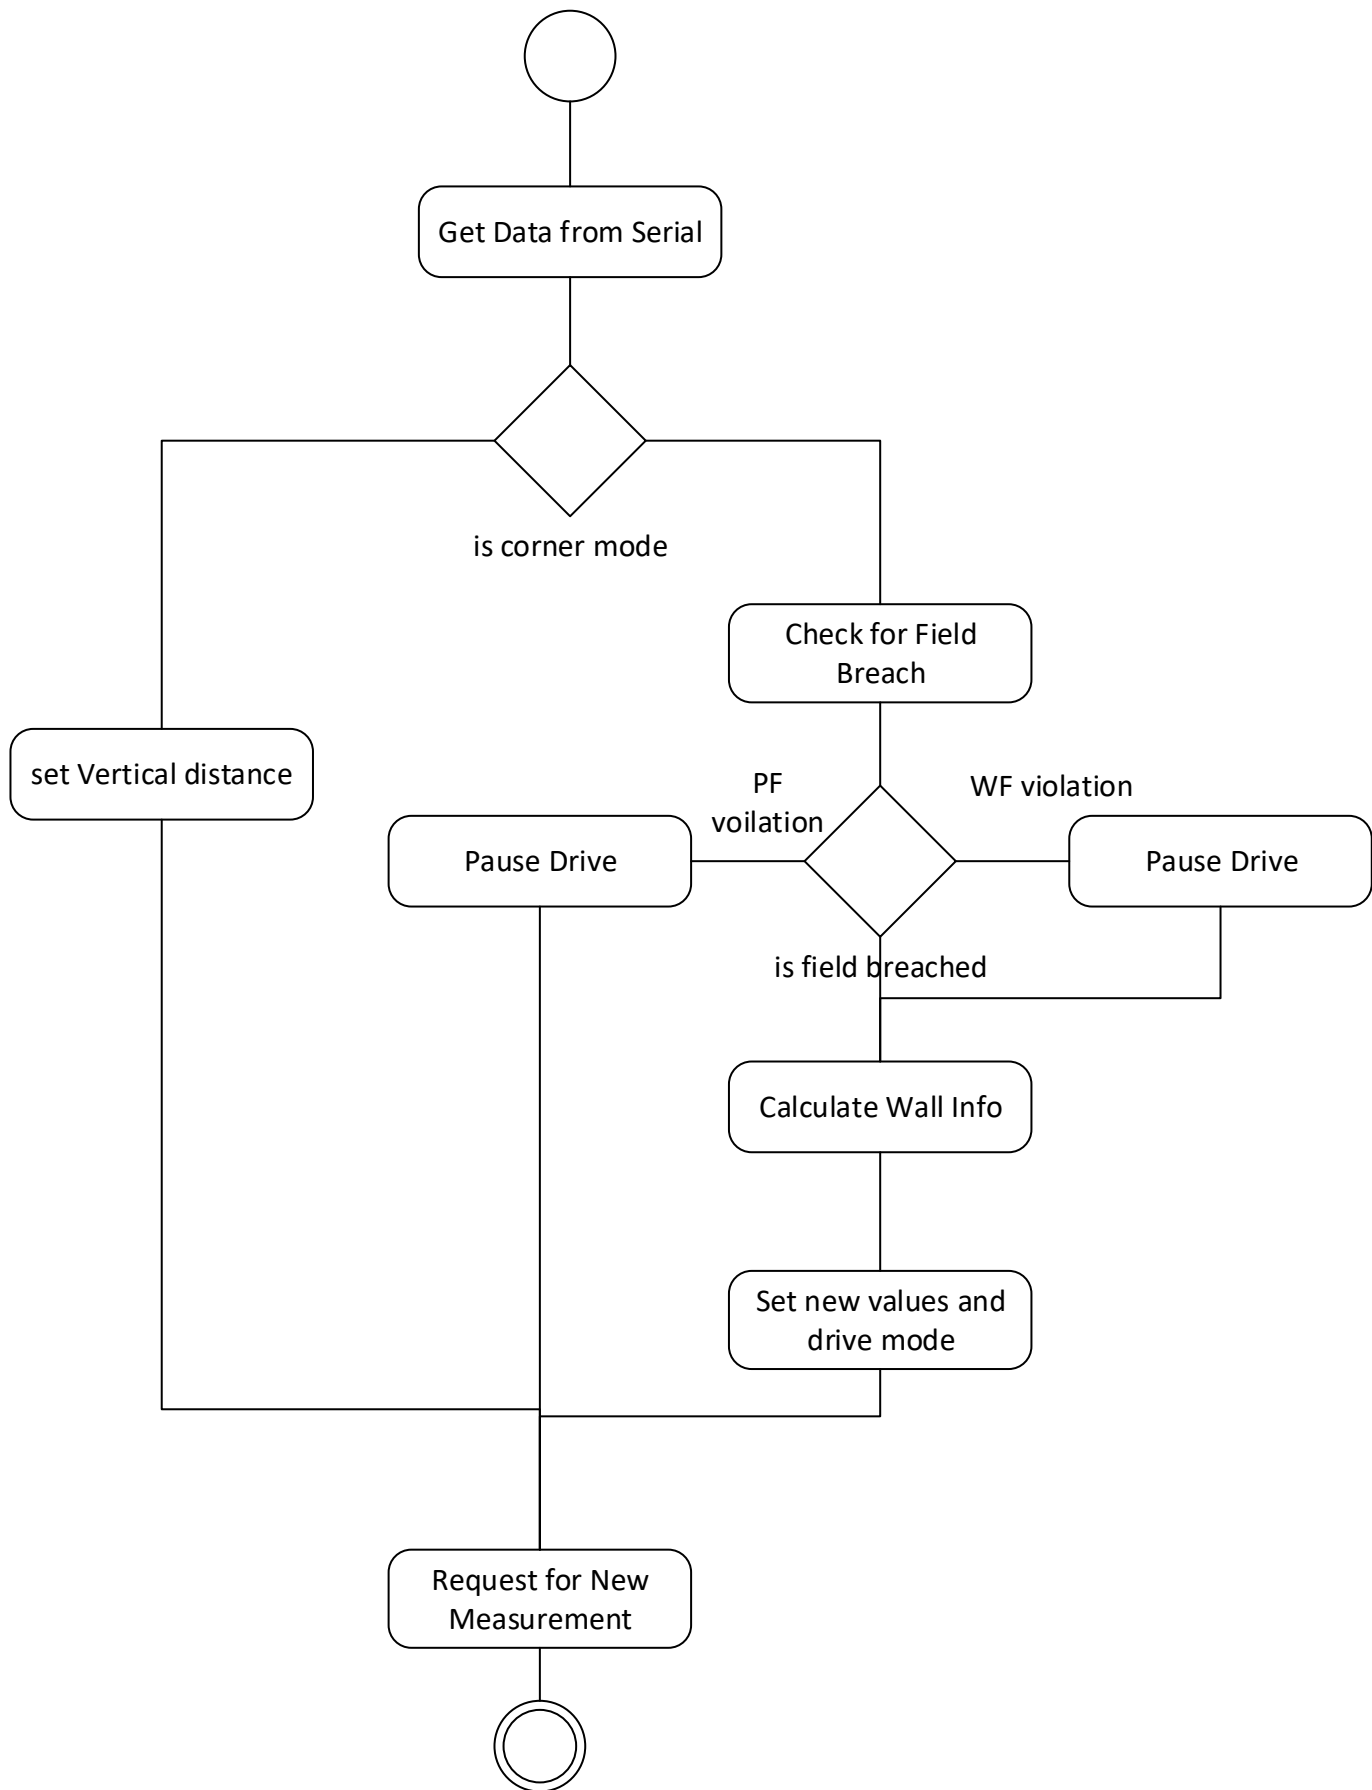 Get Data from Serial
is corner mode
Check for Field
Breach
set Vertical distance
PF
voilation
WF violation
Pause Drive
Pause Drive
is field breached
Calculate Wall Info
Set new values and
drive mode
Request for New
Measurement